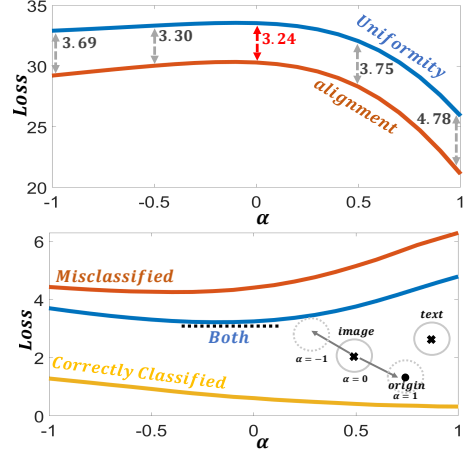 35
30
25
20
Loss
3.69
3.30
3.24
3.75
4.78
Uniformity
alignment
-1
-0.5
0
0.5
1
α
6
4
2
0
Loss
Misclassified
Both
Correctly Classified
image
text
α = −1
α = 0
origin
α = 1
-1
-0.5
0
0.5
1
α